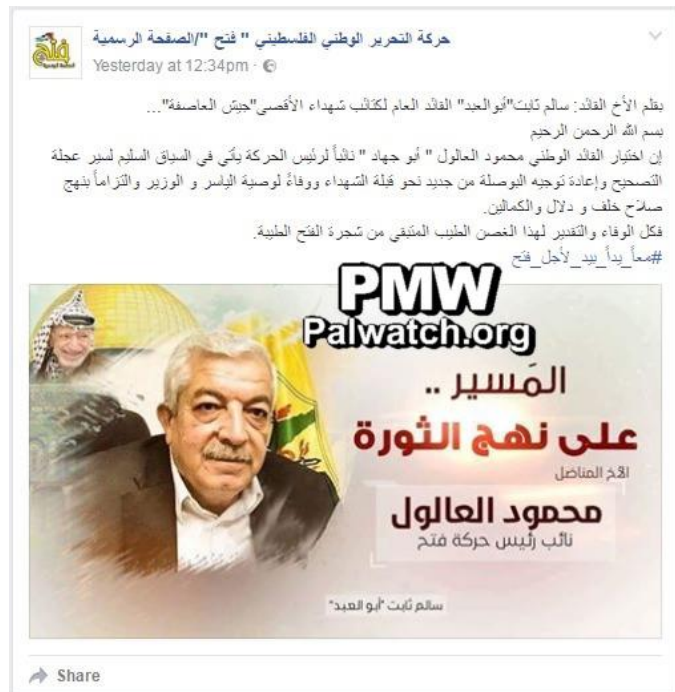 حركة التحرير الوطني الفلسطيني " فتح "/الصفحة الرسمية
Yesterday at 12:34pm ·
بقلم الأخ القائد: سالم ثابت"أبوالعبد" القائد العام لكتائب شهداء الأقصى"جيش العاصفة"...
بسم الله الرحمن الرحيم
إن اختيار القائد الوطني محمود العالول " أبو جهاد " نائباً لرئيس الحركة يأتي في السياق السليم لسير عجلة
التصحيح وإعادة توجيه البوصلة من جديد نحو قبلة الشهداء ووفاءً لوصية الياسر و الوزير والتزاماً بنهج
صلاح خلف و دلال والكمالين.
فكل الوفاء والتقدير لهذا الغصن الطيب المتبقي من شجرة الفتح الطيبة.
#معاً_يداً_بيد_لأجل_فتح
PMW
Palwatch.org
المَسير ..
على نهج الثورة
الأخ المناضل
محمود العالول
نائب رئيس حركة فتح
سالم ثابت "أبو العبد"
Share